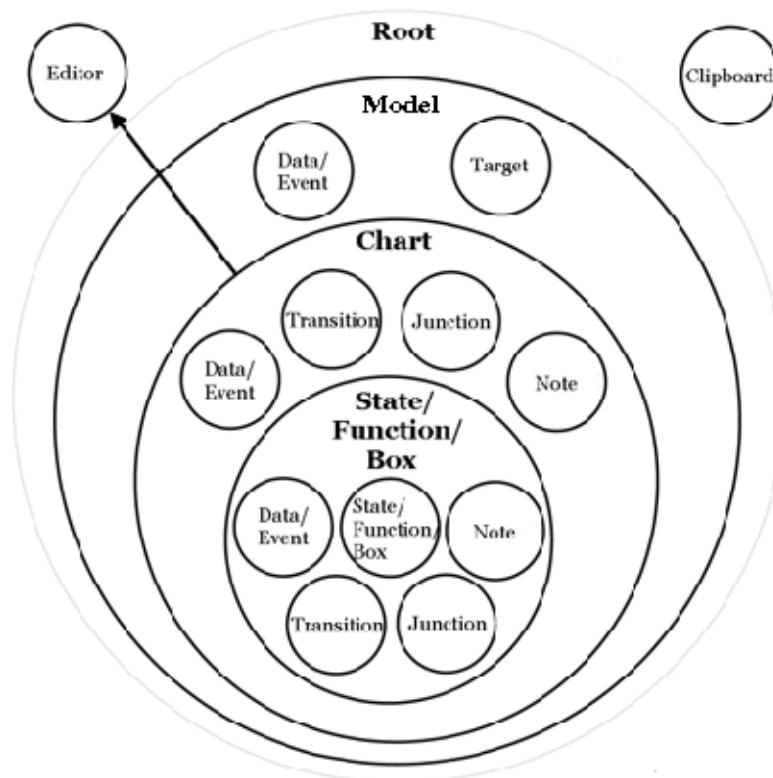 Root
Editor
Clipboard
Model
Data/
Event
Target
Chart
Transition
Junction
Data/
Event
Note
State/
Function/
Box
Data/
Event
State/
Function/
Box
Note
Transition
Junction